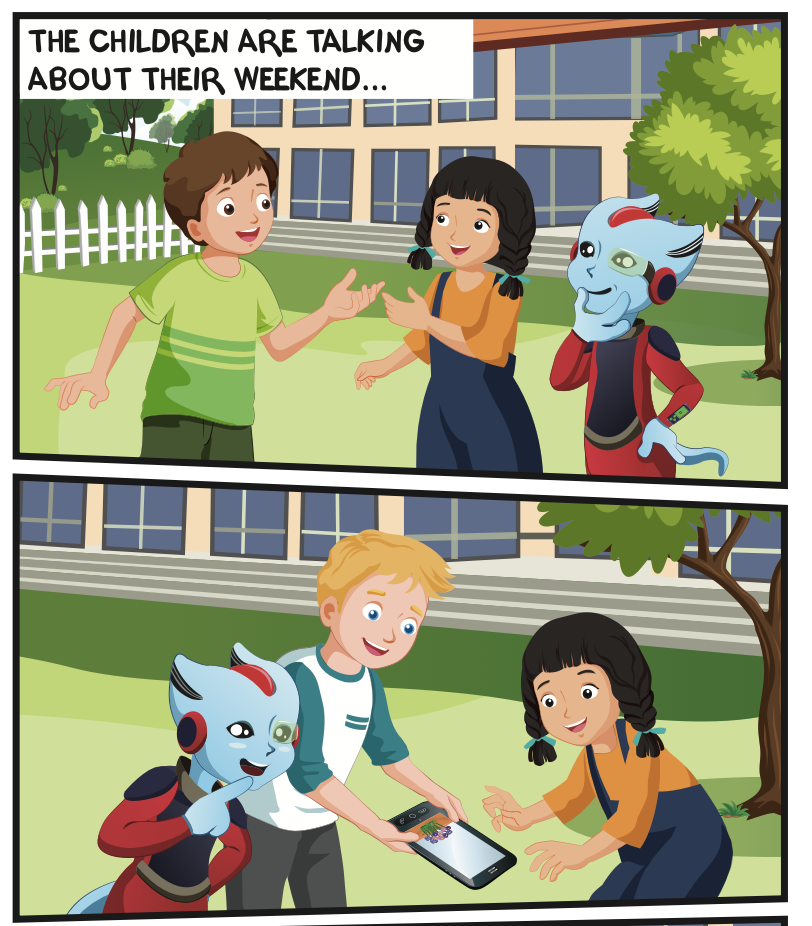 THE CHILDREN ARE TALKING
ABOUT THEIR WEEKEND...